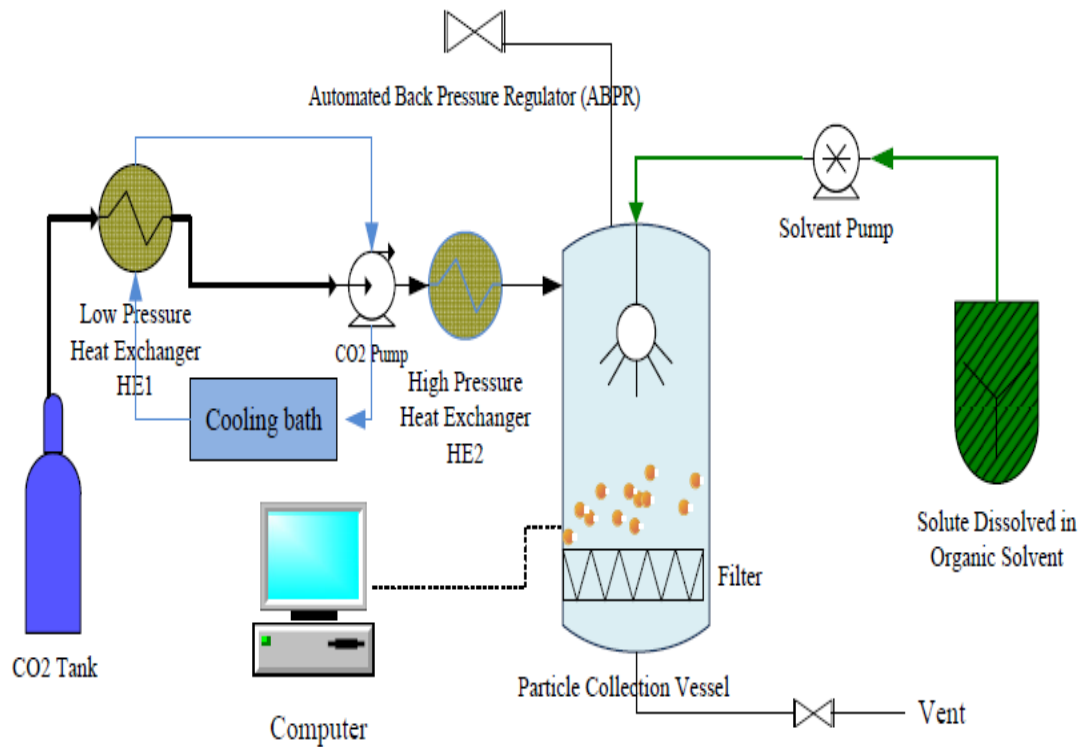 Automated Back Pressure Regulator (ABPR)
Solvent Pump
Low Pressure
Heat Exchanger
HE1
CO2 Pump
High Pressure
Heat Exchanger
HE2
Cooling bath
Solute Dissolved in
Organic Solvent
Filter
CO2 Tank
Particle Collection Vessel
Computer
Vent